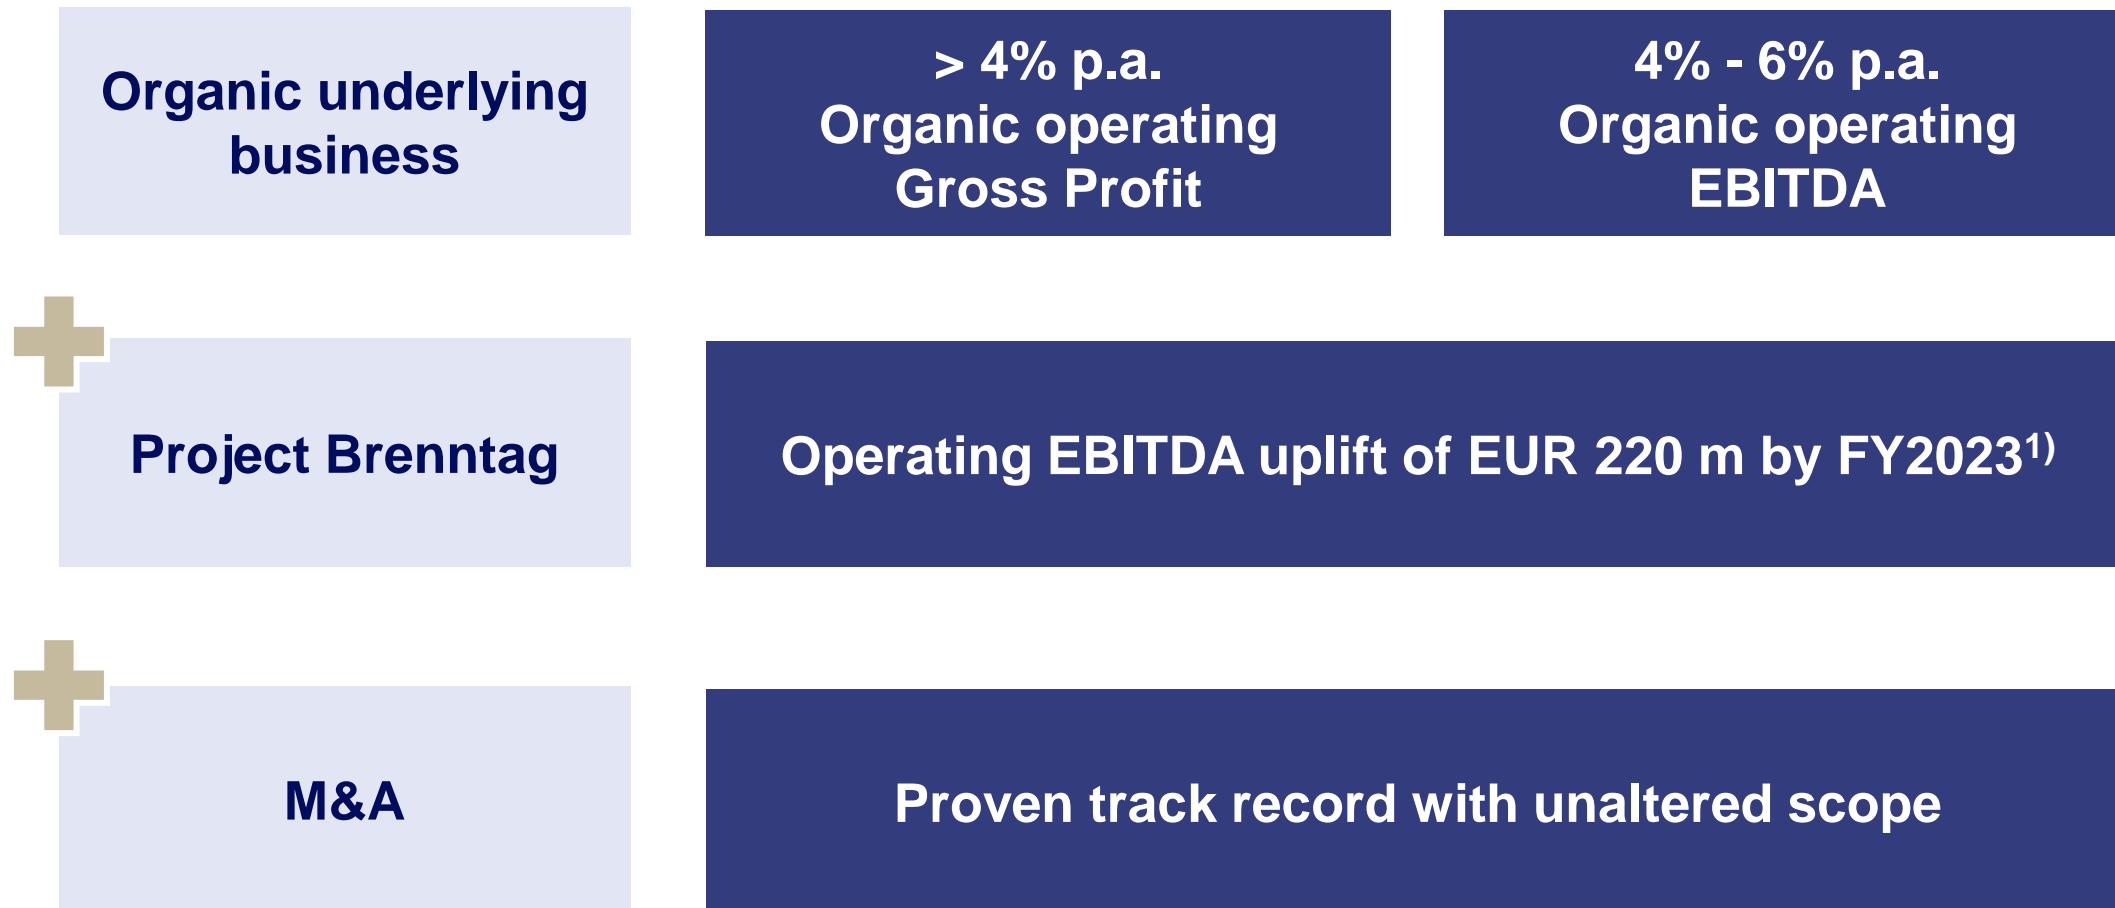 Organic underlying
business
> 4% p.a.
Organic operating
Gross Profit
4% - 6% p.a.
Organic operating
EBITDA
Project Brenntag
Operating EBITDA uplift of EUR 220 m by FY2023¹⁾
M&A
Proven track record with unaltered scope